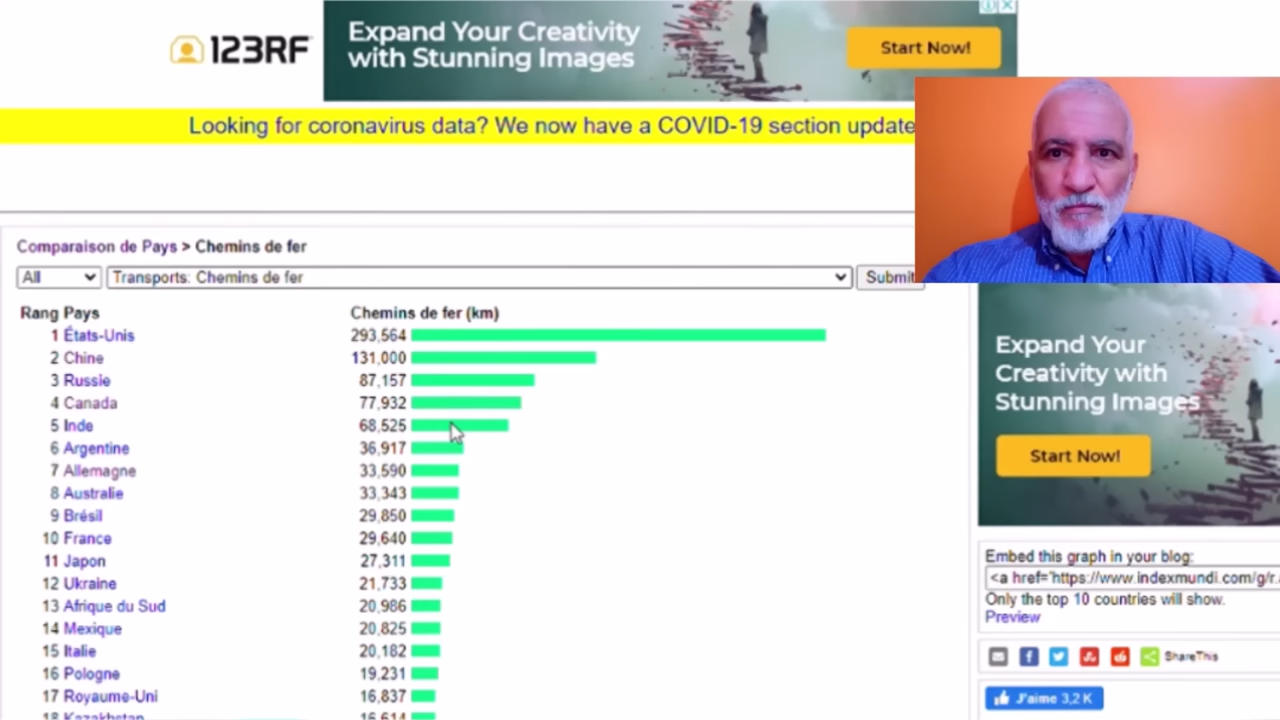 123RF
Expand Your Creativity
with Stunning Images
Start Now!
Looking for coronavirus data? We now have a COVID-19 section update
Comparaison de Pays > Chemins de fer
All
Transports: Chemins de fer
Submit
Rang Pays Chemins de fer (km)
1 États-Unis 293,564
2 Chine 131,000
3 Russie 87,157
4 Canada 77,932
5 Inde 68,525
6 Argentine 36,917
7 Allemagne 33,590
8 Australie 33,343
9 Brésil 29,850
10 France 29,640
11 Japon 27,311
12 Ukraine 21,733
13 Afrique du Sud 20,986
14 Mexique 20,825
15 Italie 20,182
16 Pologne 19,231
17 Royaume-Uni 16,837
18 Kazakhstan 16,614
Expand Your
Creativity with
Stunning Images
Start Now!
Embed this graph in your blog:
<a href='https://www.indexmundi.com/g/r.
Only the top 10 countries will show.
Preview
ShareThis
J'aime 3,2 K